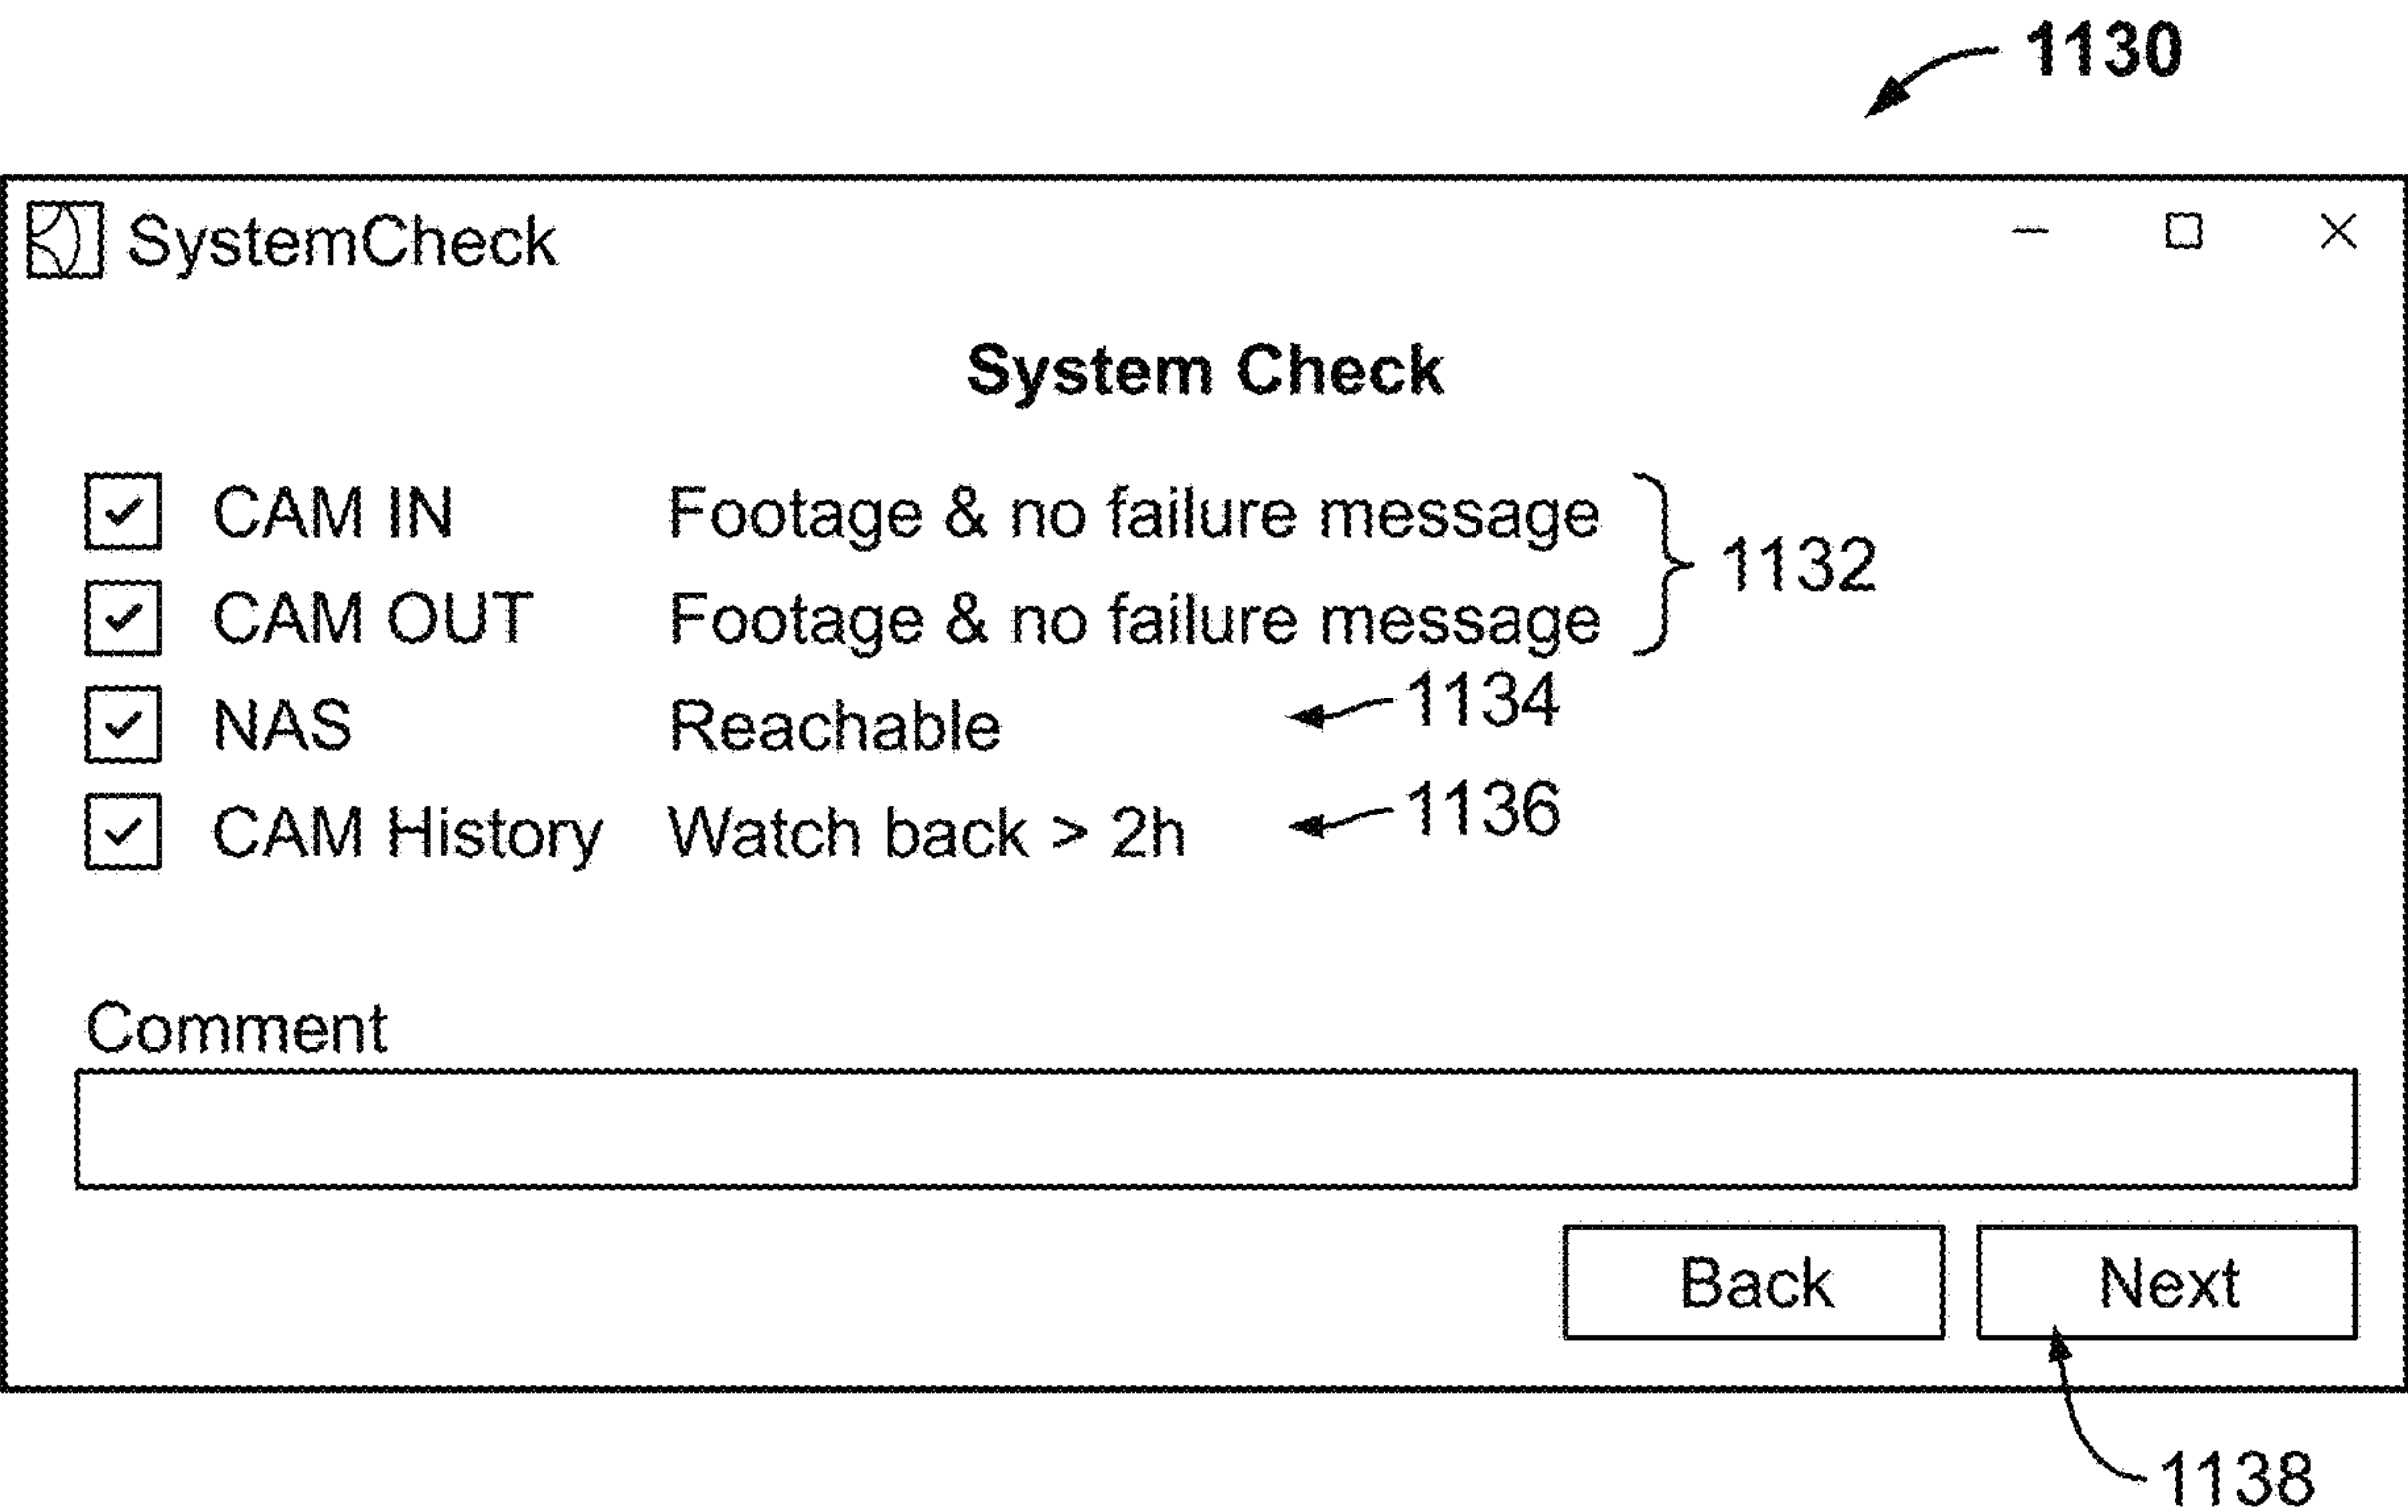 1130
SystemCheck
System Check
CAM IN Footage & no failure message
CAM OUT Footage & no failure message
1132
NAS Reachable 1134
CAM History Watch back > 2h 1136
Comment
Back Next
1138